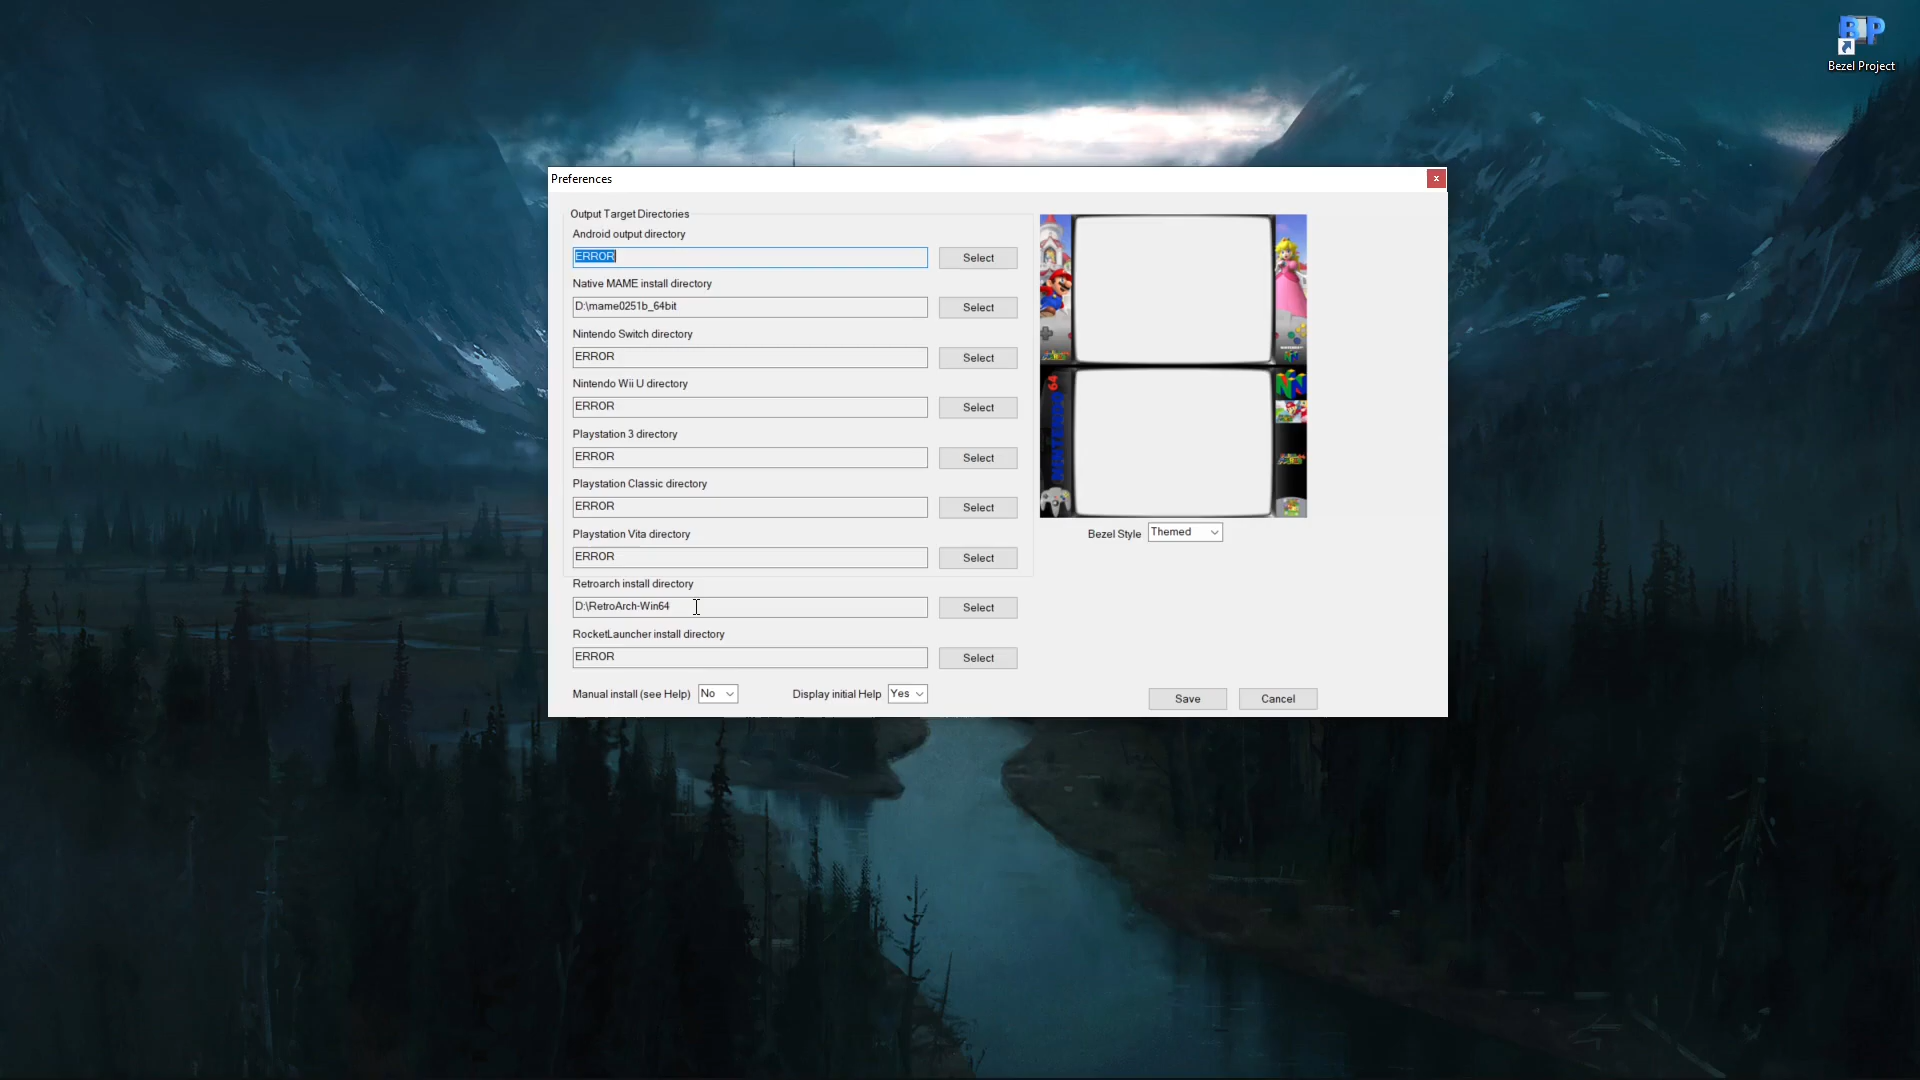 Bezel Project
Preferences
Output Target Directories
Android output directory
ERROR
Select
Native MAME install directory
D:\mame0251b_64bit
Select
Nintendo Switch directory
ERROR
Select
Nintendo Wii U directory
ERROR
Select
Playstation 3 directory
ERROR
Select
Playstation Classic directory
ERROR
Select
Playstation Vita directory
ERROR
Select
Retroarch install directory
D:\RetroArch-Win64
Select
RocketLauncher install directory
ERROR
Select
Manual install (see Help) No
Display initial Help Yes
NINTENDO 64
Bezel Style Themed
Save
Cancel